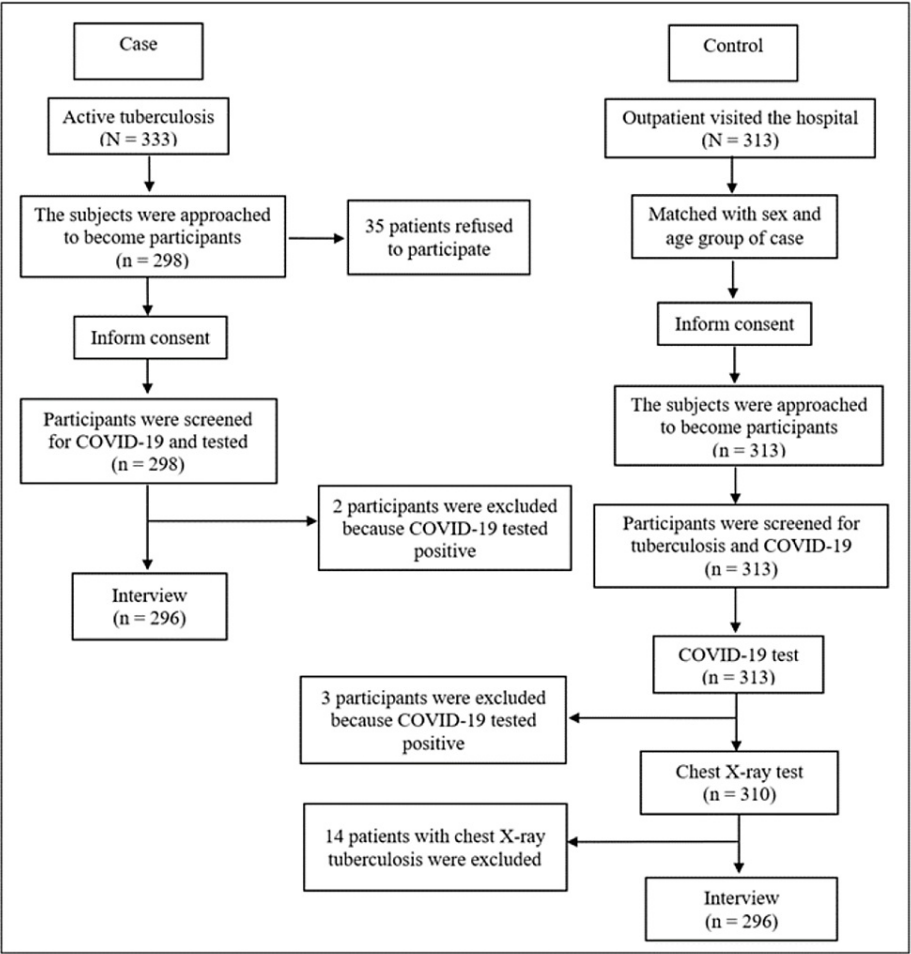 Case
Active tuberculosis
(N = 333)
The subjects were approached
to become participants
(n = 298)
35 patients refused
to participate
Inform consent
Participants were screened
for COVID-19 and tested
(n = 298)
2 participants were excluded
because COVID-19 tested
positive
Interview
(n = 296)
Control
Outpatient visited the hospital
(N = 313)
Matched with sex and
age group of case
Inform consent
The subjects were approached
to become participants
(n = 313)
Participants were screened for
tuberculosis and COVID-19
(n = 313)
COVID-19 test
(n = 313)
3 participants were excluded
because COVID-19 tested
positive
Chest X-ray test
(n = 310)
14 patients with chest X-ray
tuberculosis were excluded
Interview
(n = 296)